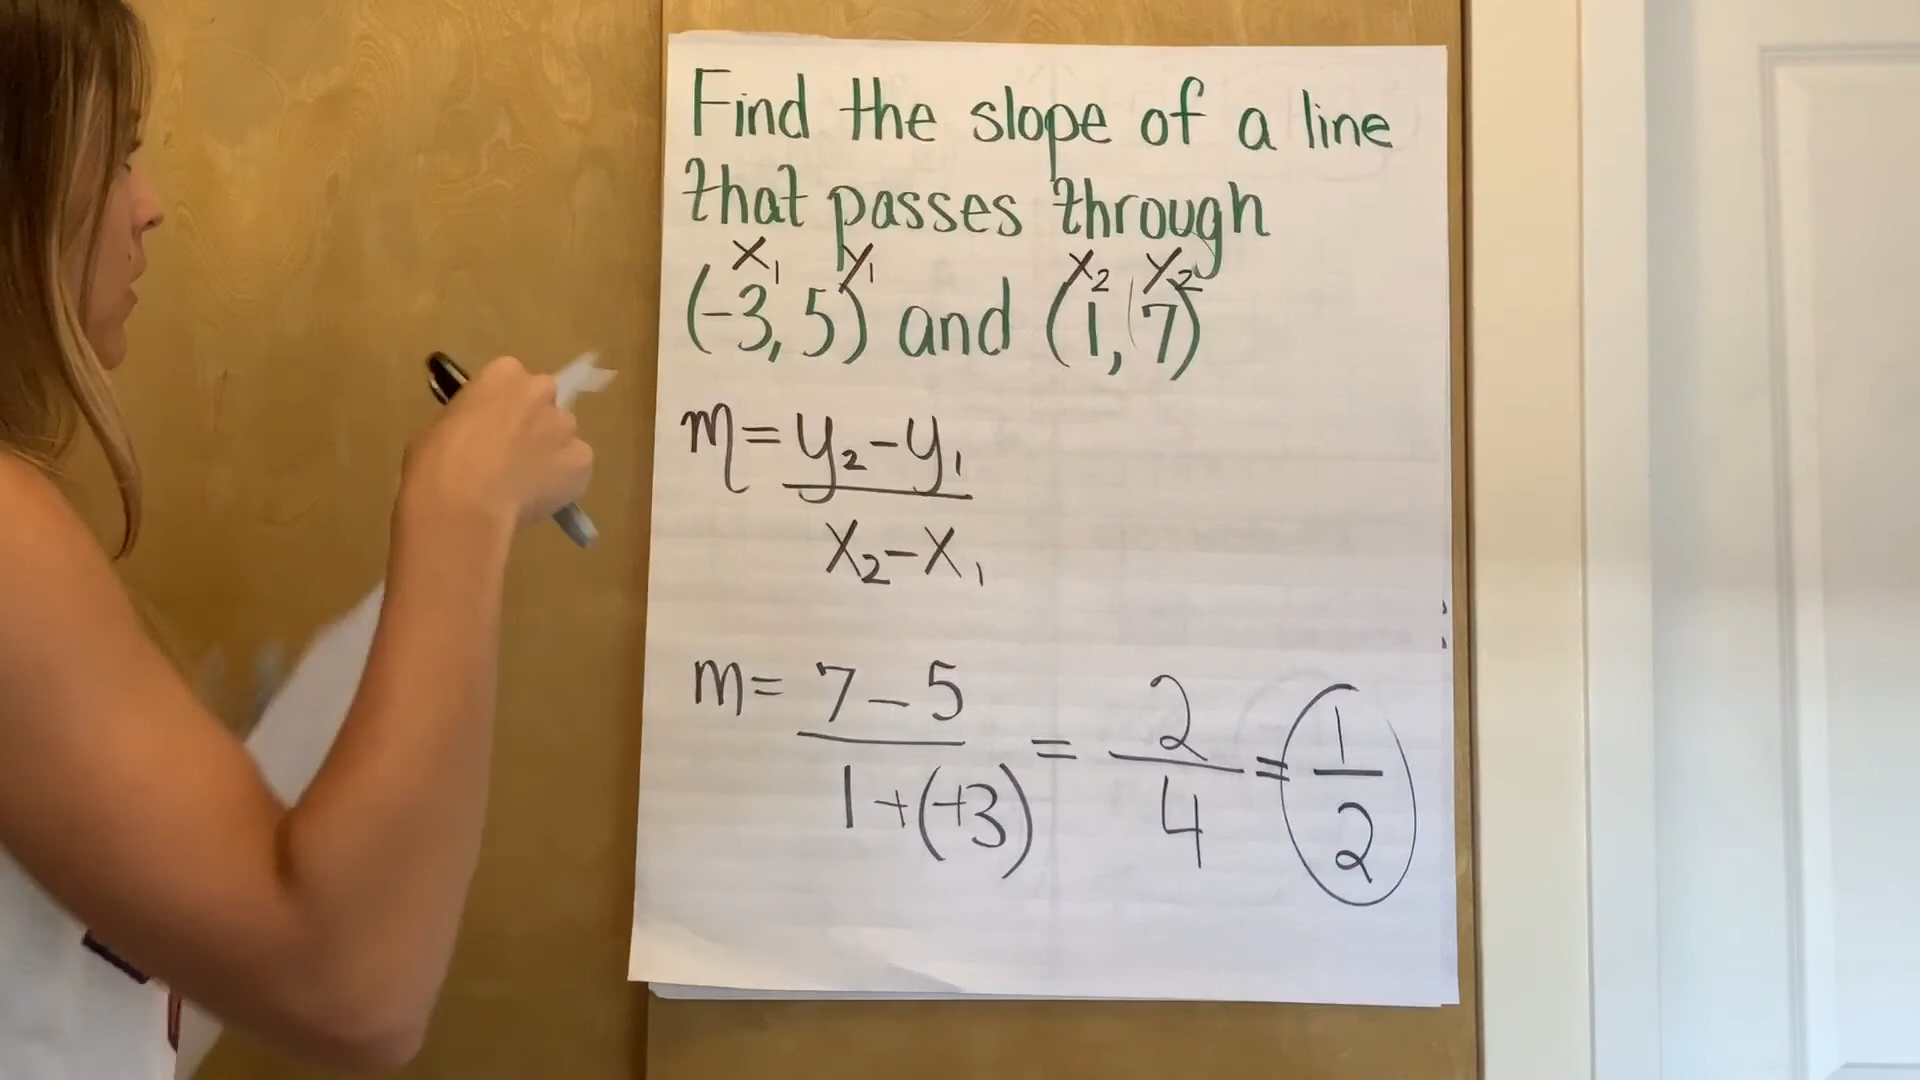 Find the slope of a line
that passes through
x₁ y₁ x₂ y₂
(-3, 5) and (1, 7)
m = y₂ - y₁
x₂ - x₁
m = 7 - 5
1 + (+3)
= 2/4 = 1/2